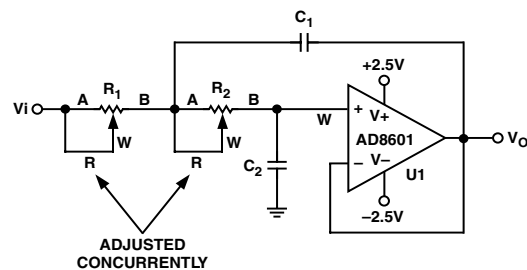 C1
+2.5V
R1
R2
Vi
A
B
A
B
W
+
V+
AD8601
VO
W
W
R
R
C2
–
V–
U1
–2.5V
ADJUSTED
CONCURRENTLY